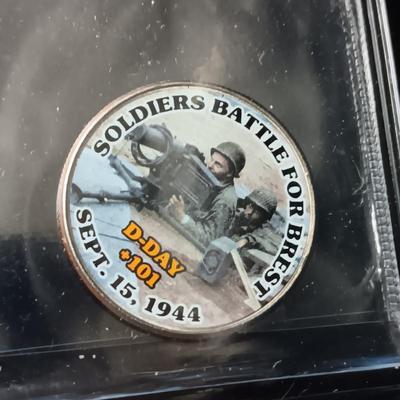 SOLDIERS BATTLE FOR BREST
D-DAY
+101
SEPT. 15, 1944